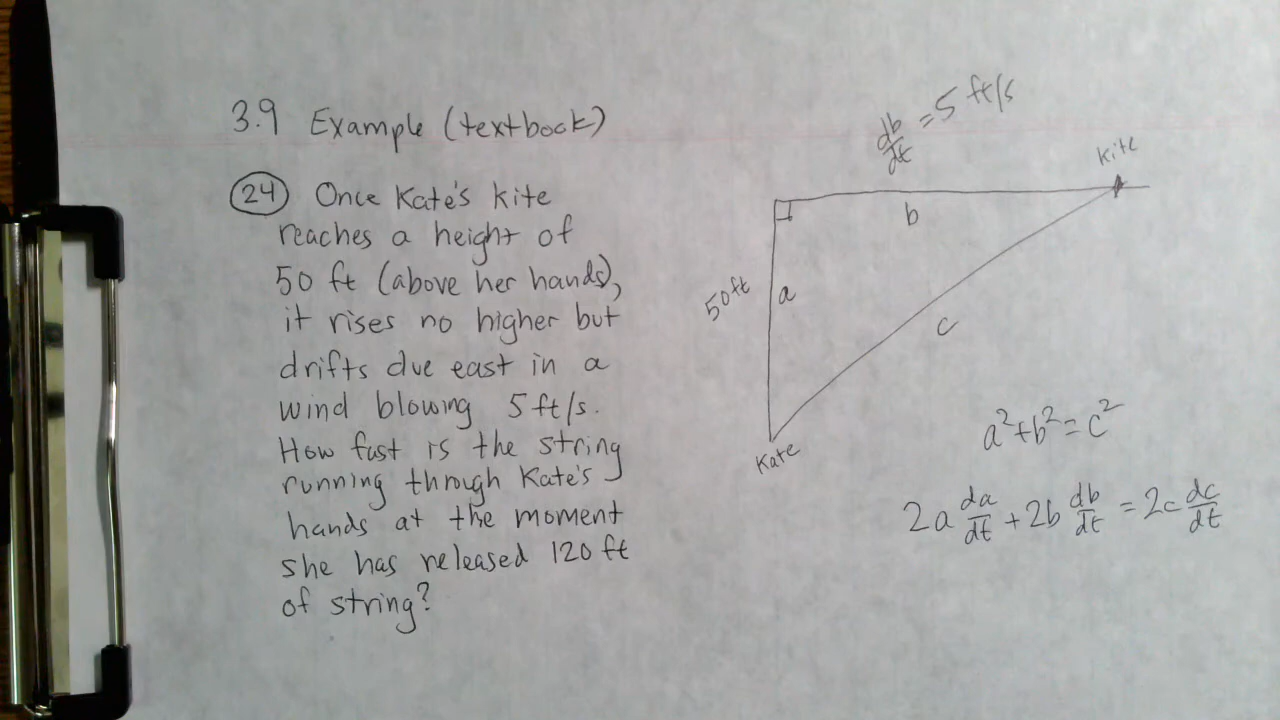 3.9 Example (textbook)
24 Once Kate's kite
reaches a height of
50 ft (above her hands),
it rises no higher but
drifts due east in a
wind blowing 5 ft/s.
How fast is the string
running through Kate's
hands at the moment
she has released 120 ft
of string?
db/dt = 5 ft/s
Kite
b
50 ft
a
c
Kate
a²+b²=c²
2a da/dt + 2b db/dt = 2c dc/dt